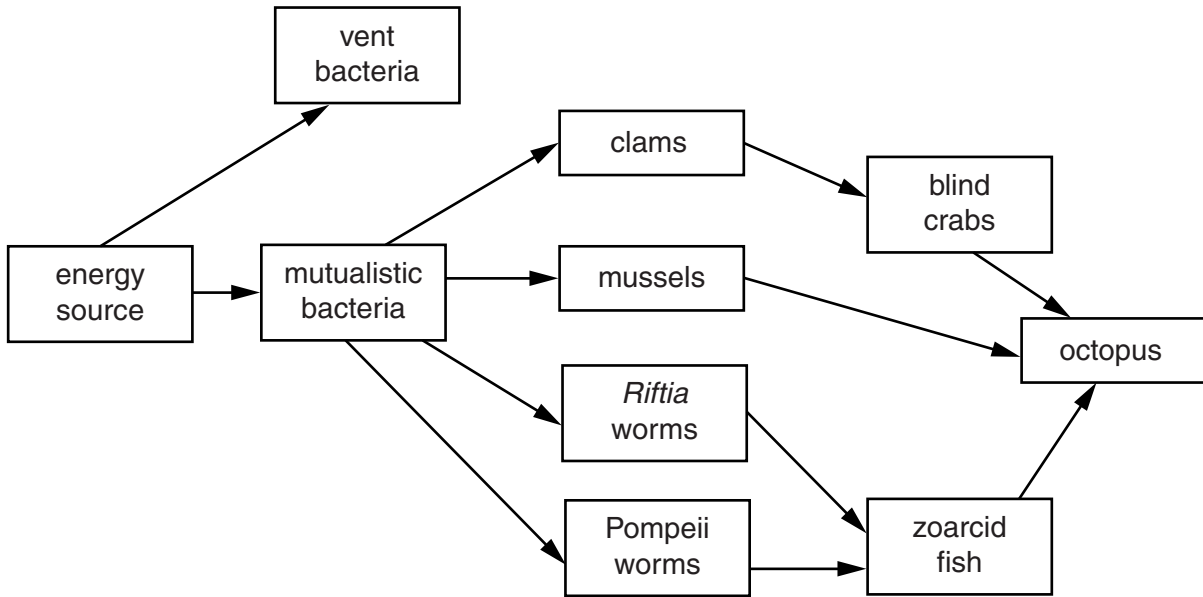 vent
bacteria
clams
blind
crabs
energy
source
mutualistic
bacteria
mussels
octopus
Riftia
worms
Pompeii
worms
zoarcid
fish